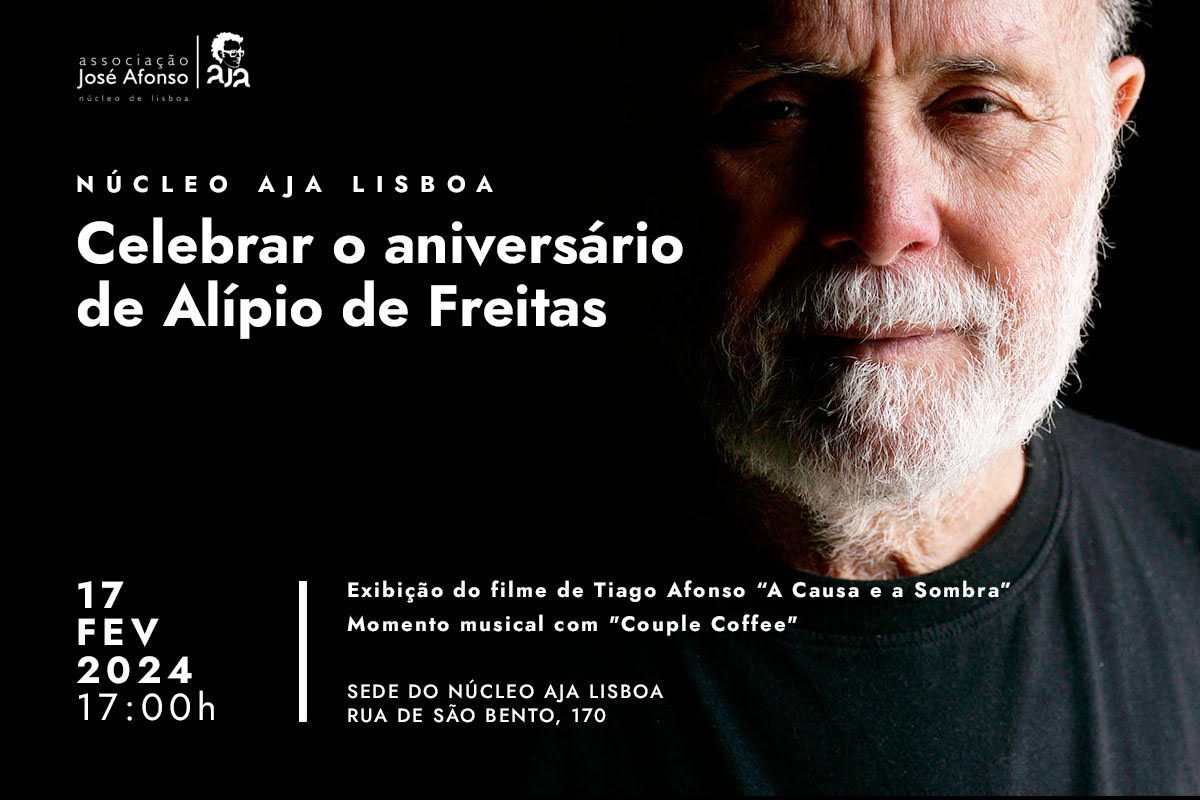 associação
José Afonso
núcleo de lisboa
aja
NÚCLEO AJA LISBOA
Celebrar o aniversário
de Alípio de Freitas
17
FEV
2024
17:00h
Exibição do filme de Tiago Afonso “A Causa e a Sombra”
Momento musical com "Couple Coffee"
SEDE DO NÚCLEO AJA LISBOA
RUA DE SÃO BENTO, 170